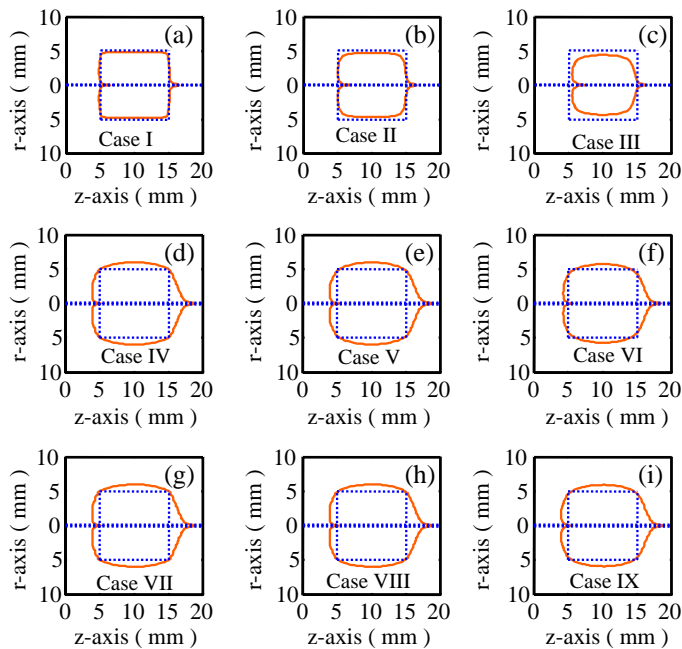 (a)
(b)
(c)
r-axis ( mm )
10
5
0
5
10
Case I
0 5 10 15 20
z-axis ( mm )
r-axis ( mm )
10
5
0
5
10
Case II
0 5 10 15 20
z-axis ( mm )
r-axis ( mm )
10
5
0
5
10
Case III
0 5 10 15 20
z-axis ( mm )
(d)
(e)
(f)
r-axis ( mm )
10
5
0
5
10
Case IV
0 5 10 15 20
z-axis ( mm )
r-axis ( mm )
10
5
0
5
10
Case V
0 5 10 15 20
z-axis ( mm )
r-axis ( mm )
10
5
0
5
10
Case VI
0 5 10 15 20
z-axis ( mm )
(g)
(h)
(i)
r-axis ( mm )
10
5
0
5
10
Case VII
0 5 10 15 20
z-axis ( mm )
r-axis ( mm )
10
5
0
5
10
Case VIII
0 5 10 15 20
z-axis ( mm )
r-axis ( mm )
10
5
0
5
10
Case IX
0 5 10 15 20
z-axis ( mm )